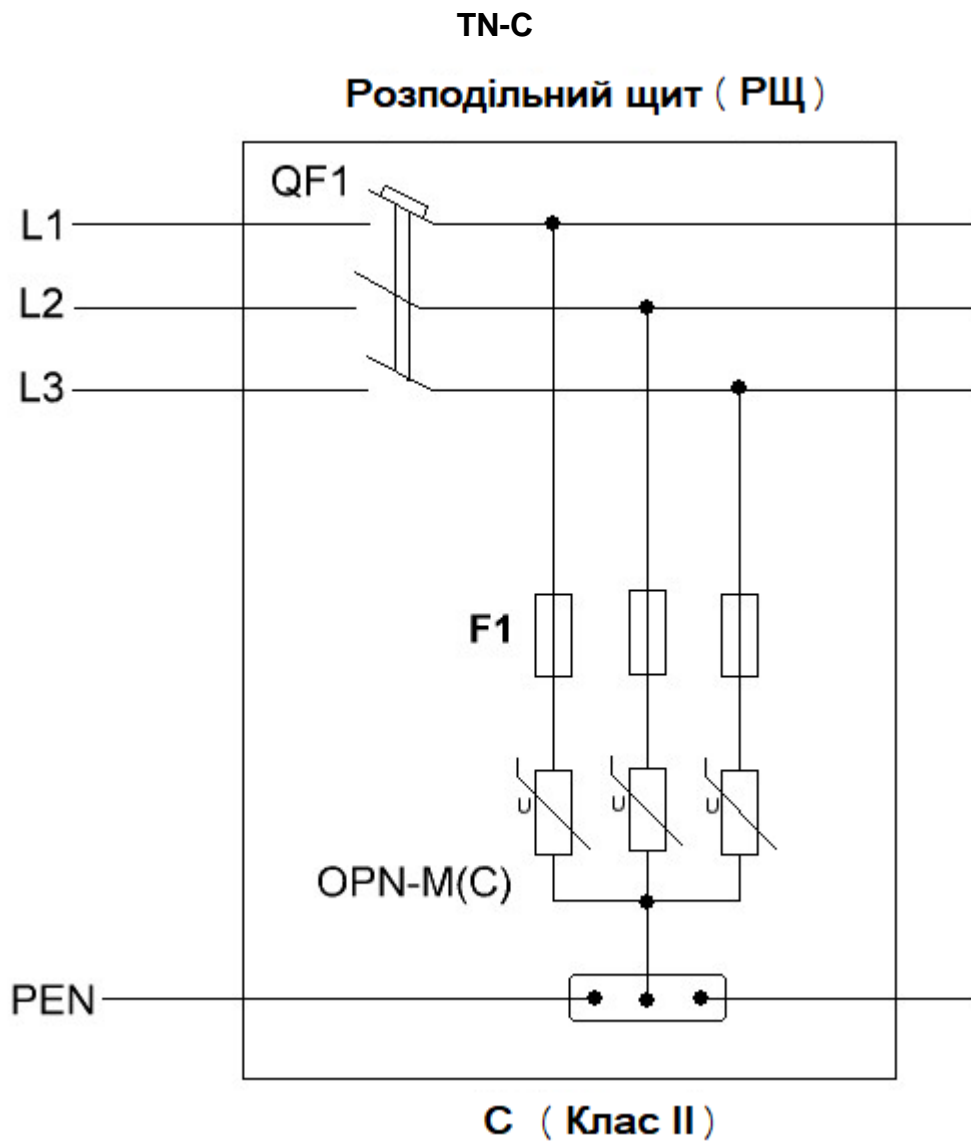 TN-C
Розподільний щит ( РЩ )
QF1
L1
L2
L3
F1
I
U
I
U
I
U
OPN-M(C)
PEN
C ( Клас II )